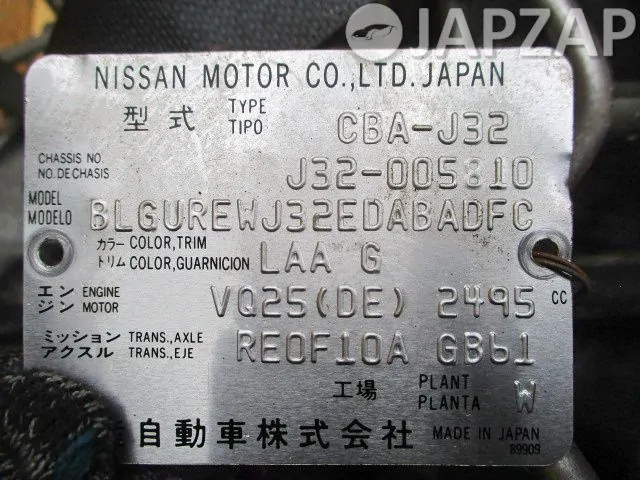 JAPZAP
NISSAN MOTOR CO.,LTD. JAPAN
型式 TYPE TIPO CBA-J32
CHASSIS NO. NO. DE CHASIS J32-005810
MODEL MODELO BLGUREWJ32EDABADFC
カラー COLOR,TRIM
トリム COLOR,GUARNICION LAA G
エン ENGINE
ジン MOTOR VQ25(DE) 2495 CC
ミッション TRANS.,AXLE
アクスル TRANS.,EJE RE0F10A GB61
工場 PLANT PLANTA W
自動車株式会社 MADE IN JAPAN
89909